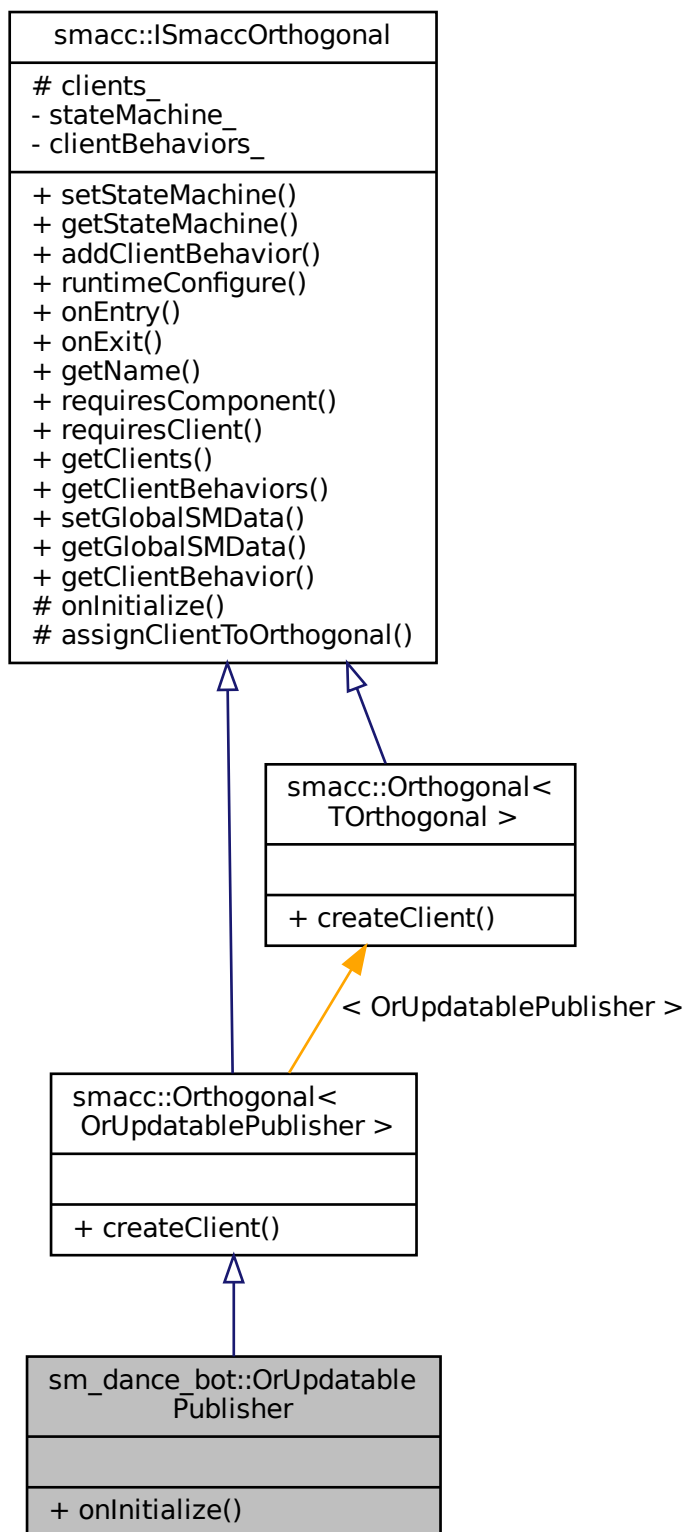 smacc::ISmaccOrthogonal
# clients_
- stateMachine_
- clientBehaviors_
+ setStateMachine()
+ getStateMachine()
+ addClientBehavior()
+ runtimeConfigure()
+ onEntry()
+ onExit()
+ getName()
+ requiresComponent()
+ requiresClient()
+ getClients()
+ getClientBehaviors()
+ setGlobalSMData()
+ getGlobalSMData()
+ getClientBehavior()
# onInitialize()
# assignClientToOrthogonal()
smacc::Orthogonal<
TOrthogonal >
+ createClient()
< OrUpdatablePublisher >
smacc::Orthogonal<
OrUpdatablePublisher >
+ createClient()
sm_dance_bot::OrUpdatable
Publisher
+ onInitialize()